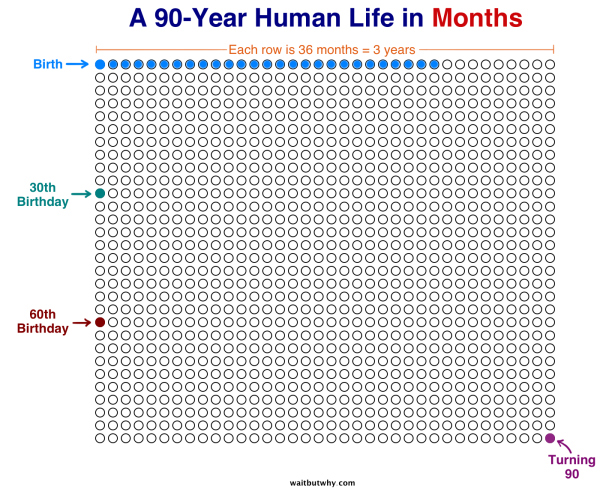 A 90-Year Human Life in Months
Each row is 36 months = 3 years
Birth
30th
Birthday
60th
Birthday
Turning
90
waitbutwhy.com